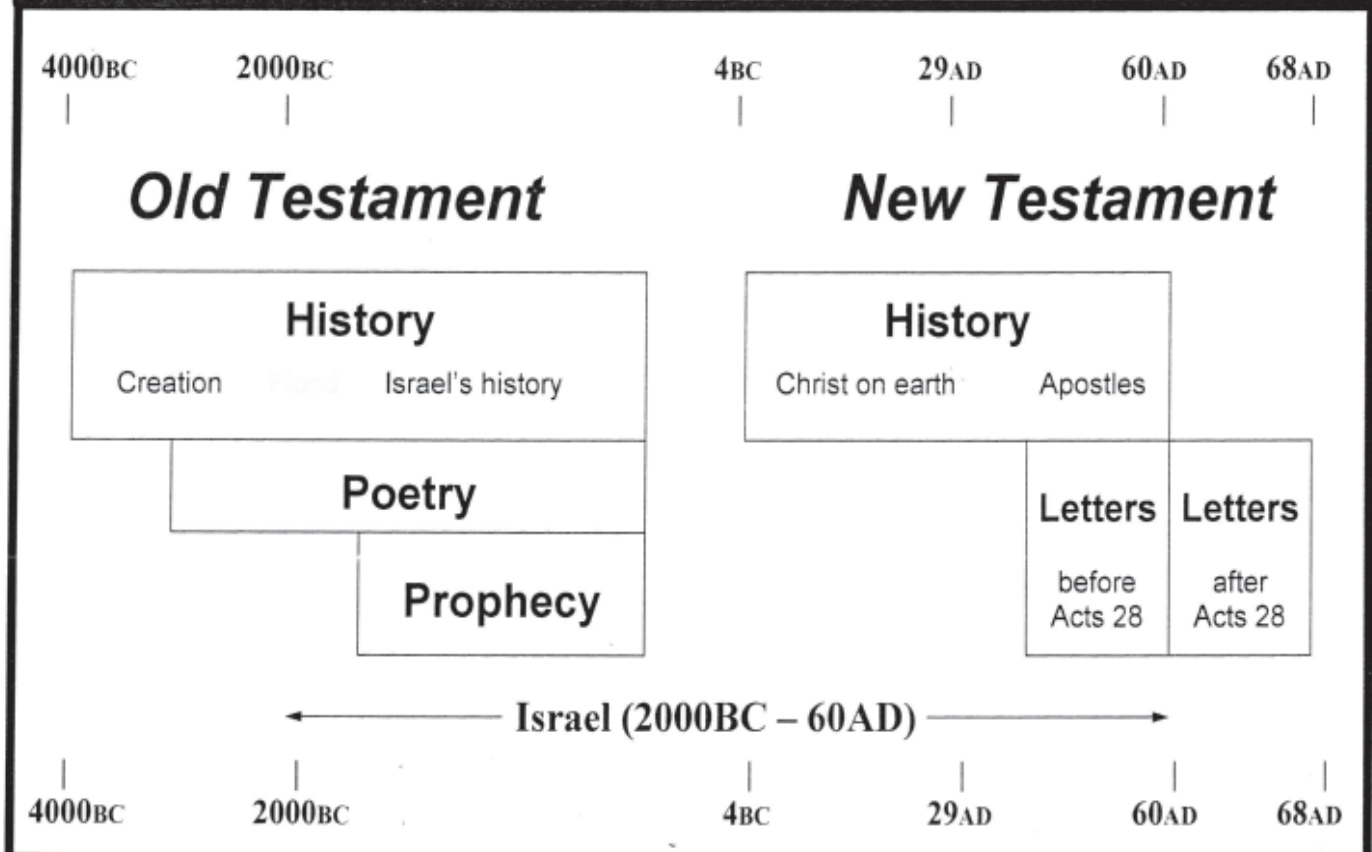 4000BC 2000BC 4BC 29AD 60AD 68AD
Old Testament New Testament
History History
Creation Flood Israel's history Christ on earth Apostles
Poetry
Letters Letters
Prophecy
before after
Acts 28 Acts 28
Israel (2000BC – 60AD)
4000BC 2000BC 4BC 29AD 60AD 68AD